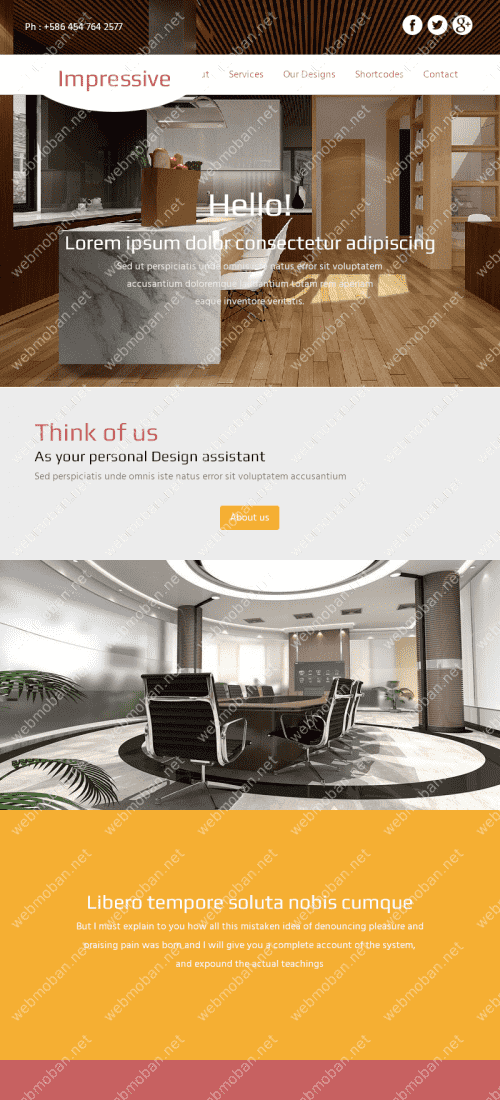 Ph : +586 454 764 2577
Impressive
ut Services Our Designs Shortcodes Contact
Hello!
Lorem ipsum dolor consectetur adipiscing
Sed ut perspiciatis unde omnis iste natus error sit voluptatem
accusantium doloremque laudantium totam rem aperiam
eaque inventore veritatis.
Think of us
As your personal Design assistant
Sed perspiciatis unde omnis iste natus error sit voluptatem accusantium
About us
Libero tempore soluta nobis cumque
But I must explain to you how all this mistaken idea of denouncing pleasure and
praising pain was born and I will give you a complete account of the system,
and expound the actual teachings
webmoban.net